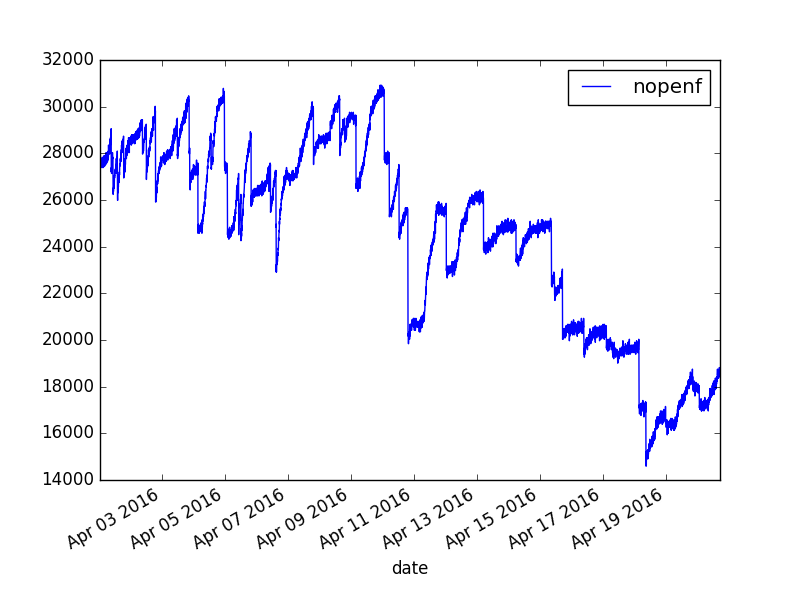 32000
30000
28000
26000
24000
22000
20000
18000
16000
14000
nopenf
Apr 03 2016
Apr 05 2016
Apr 07 2016
Apr 09 2016
Apr 11 2016
Apr 13 2016
Apr 15 2016
Apr 17 2016
Apr 19 2016
date